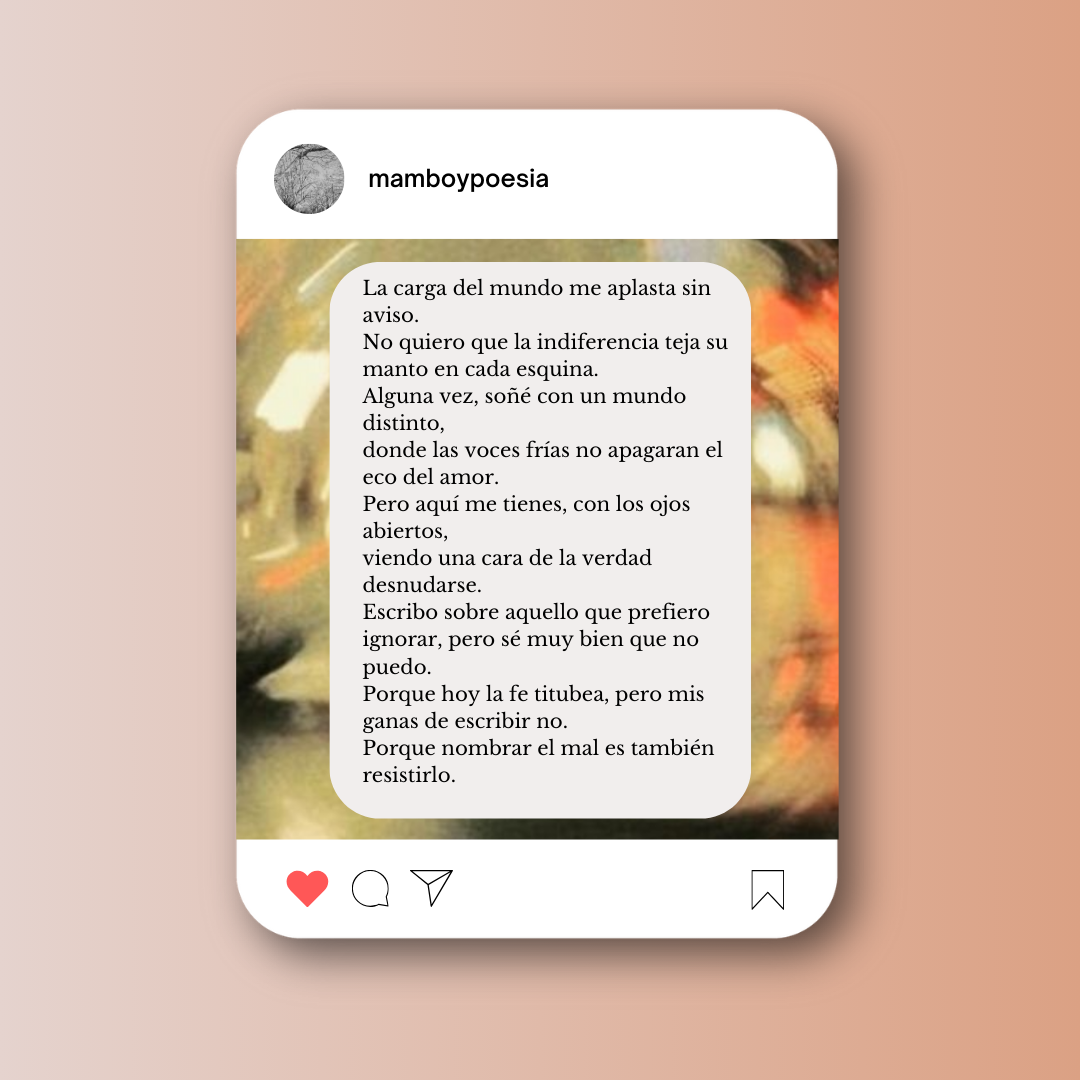 mamboypoesia
La carga del mundo me aplasta sin
aviso.
No quiero que la indiferencia teja su
manto en cada esquina.
Alguna vez, soñé con un mundo
distinto,
donde las voces frías no apagaran el
eco del amor.
Pero aquí me tienes, con los ojos
abiertos,
viendo una cara de la verdad
desnudarse.
Escribo sobre aquello que prefiero
ignorar, pero sé muy bien que no
puedo.
Porque hoy la fe titubea, pero mis
ganas de escribir no.
Porque nombrar el mal es también
resistirlo.